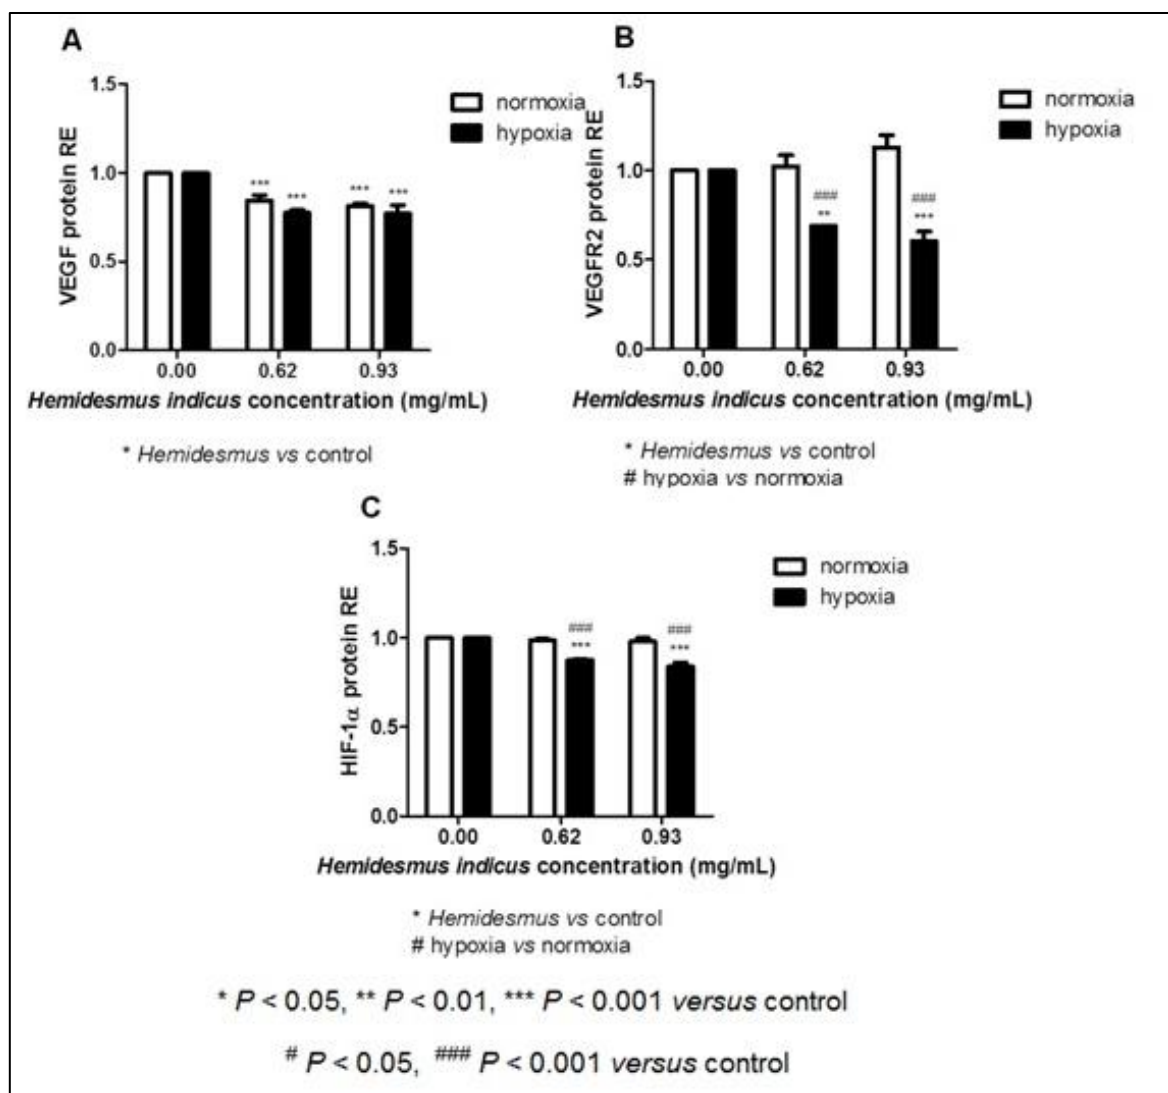 A
VEGF protein RE
1.5
1.0
0.5
0.0
normoxia
hypoxia
***
***
***
***
0.00 0.62 0.93
Hemidesmus indicus concentration (mg/mL)
* Hemidesmus vs control
B
VEGFR2 protein RE
1.5
1.0
0.5
0.0
normoxia
hypoxia
###
**
###
***
0.00 0.62 0.93
Hemidesmus indicus concentration (mg/mL)
* Hemidesmus vs control
# hypoxia vs normoxia
C
HIF-1α protein RE
1.5
1.0
0.5
0.0
normoxia
hypoxia
###
***
###
***
0.00 0.62 0.93
Hemidesmus indicus concentration (mg/mL)
* Hemidesmus vs control
# hypoxia vs normoxia
* P < 0.05, ** P < 0.01, *** P < 0.001 versus control
# P < 0.05, ### P < 0.001 versus control